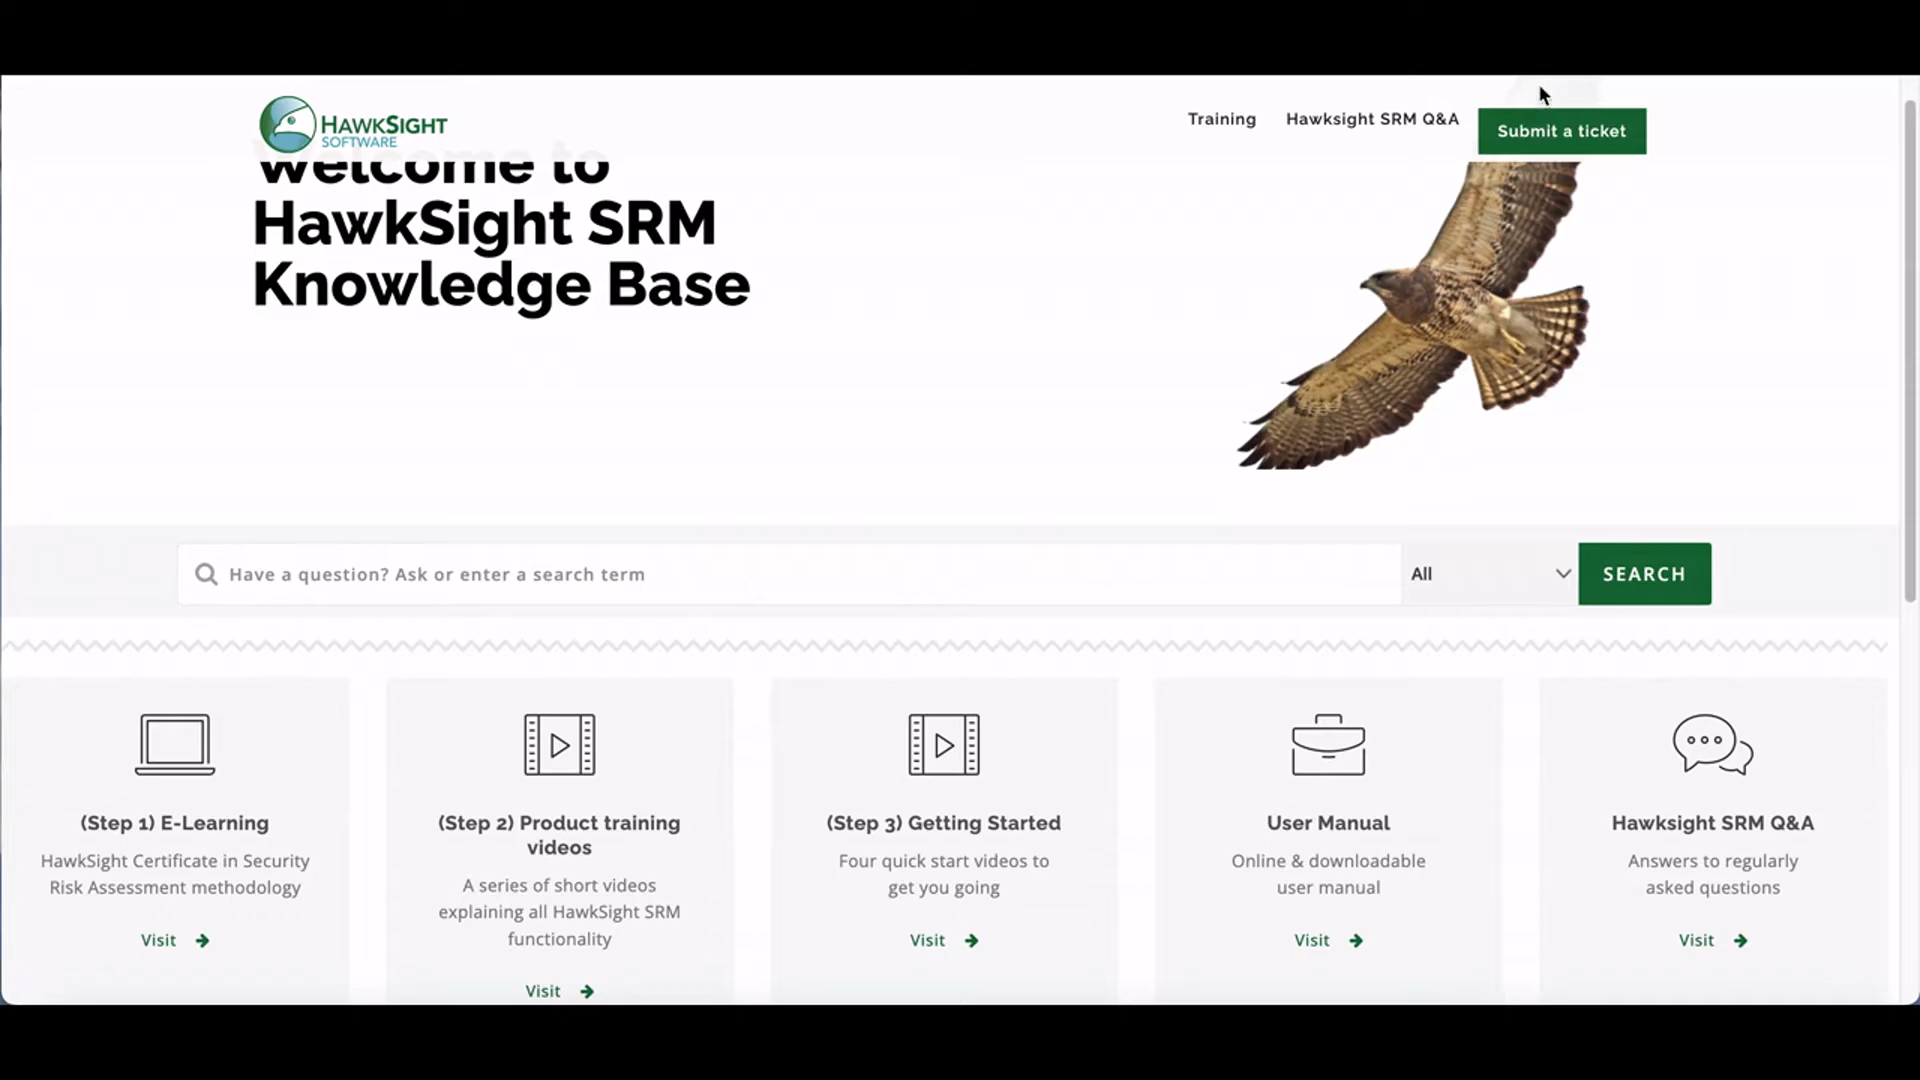 HAWKSIGHT
SOFTWARE
Training
Hawksight SRM Q&A
Submit a ticket
Welcome to
HawkSight SRM
Knowledge Base
Have a question? Ask or enter a search term
All
SEARCH
(Step 1) E-Learning
HawkSight Certificate in Security
Risk Assessment methodology
Visit
(Step 2) Product training
videos
A series of short videos
explaining all HawkSight SRM
functionality
Visit
(Step 3) Getting Started
Four quick start videos to
get you going
Visit
User Manual
Online & downloadable
user manual
Visit
Hawksight SRM Q&A
Answers to regularly
asked questions
Visit